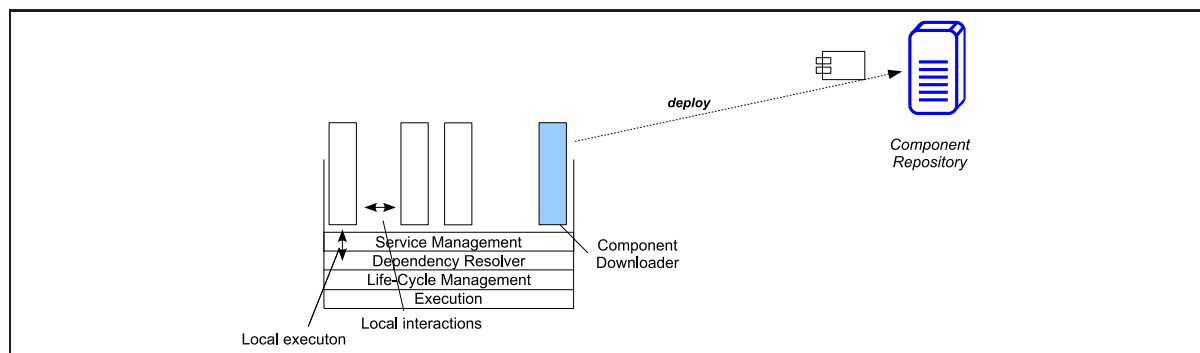 deploy
Component
Repository
Service Management
Dependency Resolver
Life-Cycle Management
Execution
Component
Downloader
Local interactions
Local executon